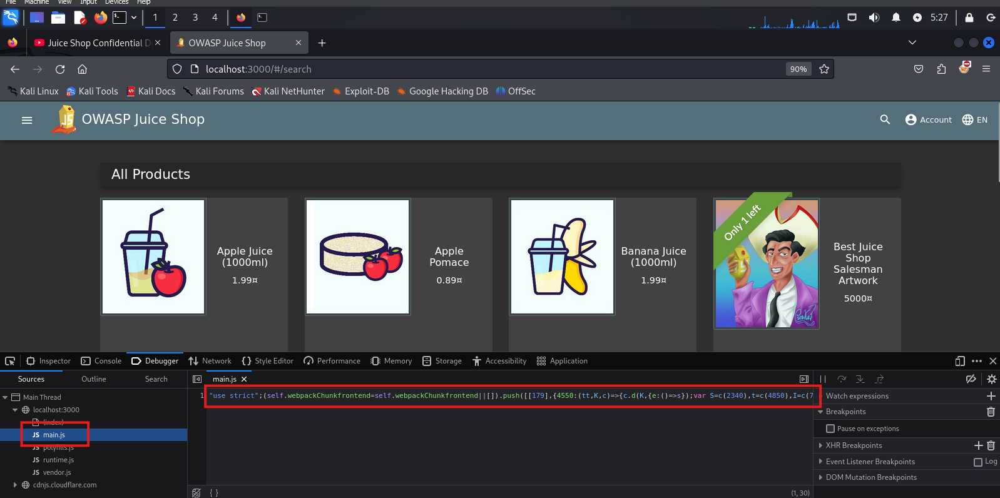 File Machine View Input Devices Help
1 2 3 4 5:27
Juice Shop Confidential D OWASP Juice Shop
localhost:3000/#/search 90%
Kali Linux Kali Tools Kali Docs Kali Forums Kali NetHunter Exploit-DB Google Hacking DB OffSec
OWASP Juice Shop Account EN
All Products
Only 1 left
Apple Juice
(1000ml)
1.99¤
Apple
Pomace
0.89¤
Banana Juice
(1000ml)
1.99¤
Best Juice
Shop
Salesman
Artwork
5000¤
Inspector Console Debugger Network Style Editor Performance Memory Storage Accessibility Application
Sources Outline Search main.js
Main Thread
localhost:3000
(index)
JS main.js
JS polyfills.js
JS runtime.js
JS vendor.js
cdnjs.cloudflare.com
1 "use strict";(self.webpackChunkfrontend=self.webpackChunkfrontend||[]).push([[179],{4550:(tt,K,c)=>{c.d(K,{e:()=>s});var S=c(2340),t=c(4850),I=c(7
{ } (1, 30)
Watch expressions
Breakpoints
Pause on exceptions
XHR Breakpoints
Event Listener Breakpoints Log
DOM Mutation Breakpoints